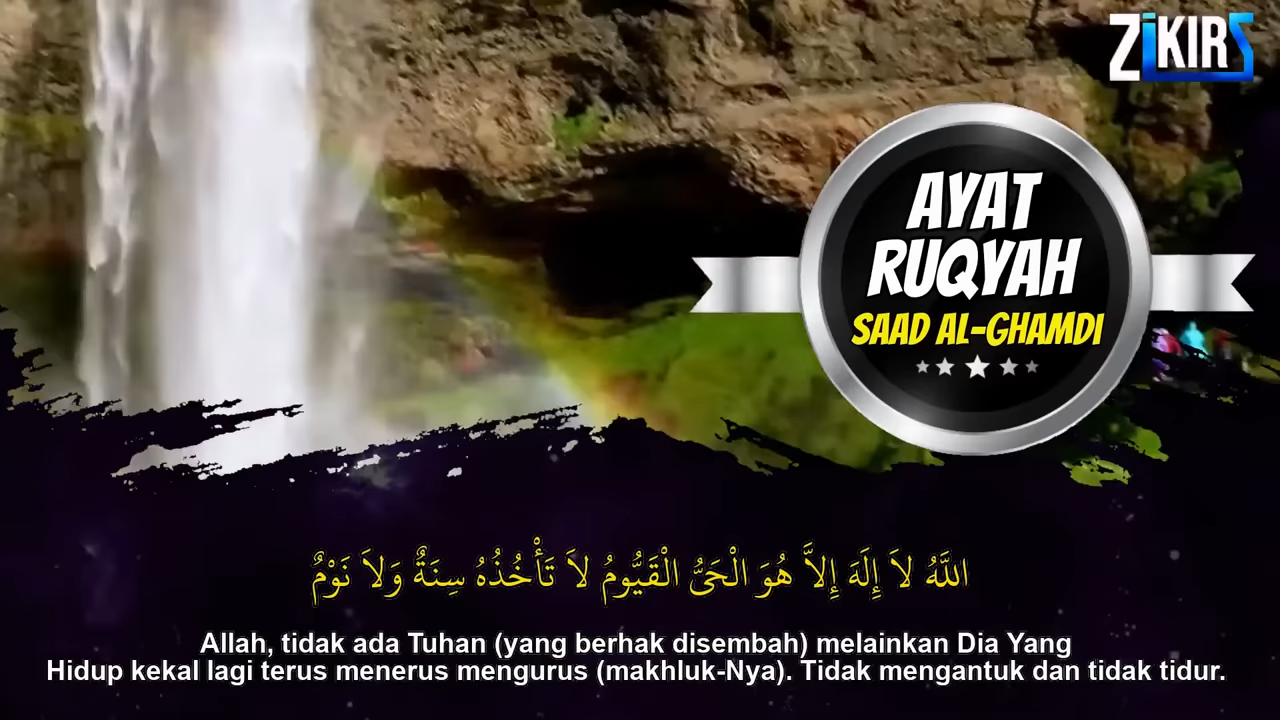 ZiKIRS
AYAT
RUQYAH
SAAD AL-GHAMDI
اللَّهُ لاَ إِلَهَ إِلاَّ هُوَ الْحَىُّ الْقَيُّومُ لاَ تَأْخُذُهُ سِنَةٌ وَلاَ نَوْمٌ
Allah, tidak ada Tuhan (yang berhak disembah) melainkan Dia Yang
Hidup kekal lagi terus menerus mengurus (makhluk-Nya). Tidak mengantuk dan tidak tidur.